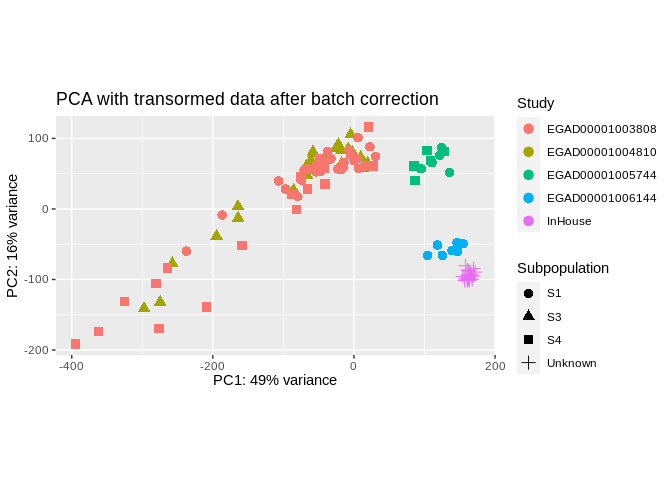 PCA with transormed data after batch correction
PC2: 16% variance
100
0
-100
-200
-400
-200
0
200
PC1: 49% variance
Study
EGAD00001003808
EGAD00001004810
EGAD00001005744
EGAD00001006144
InHouse
Subpopulation
S1
S3
S4
Unknown